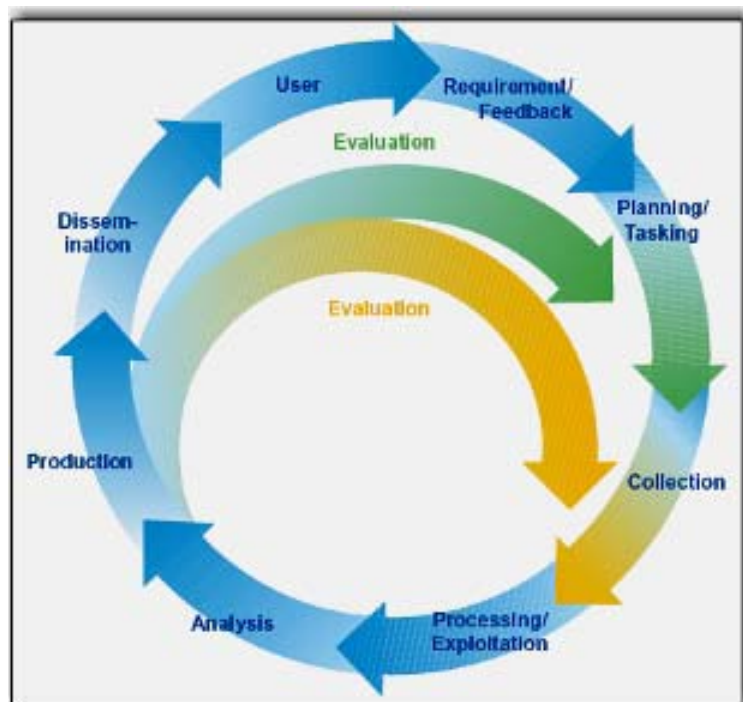 User
Requirement/
Feedback
Evaluation
Planning/
Tasking
Dissem-
ination
Evaluation
Production
Collection
Analysis
Processing/
Exploitation